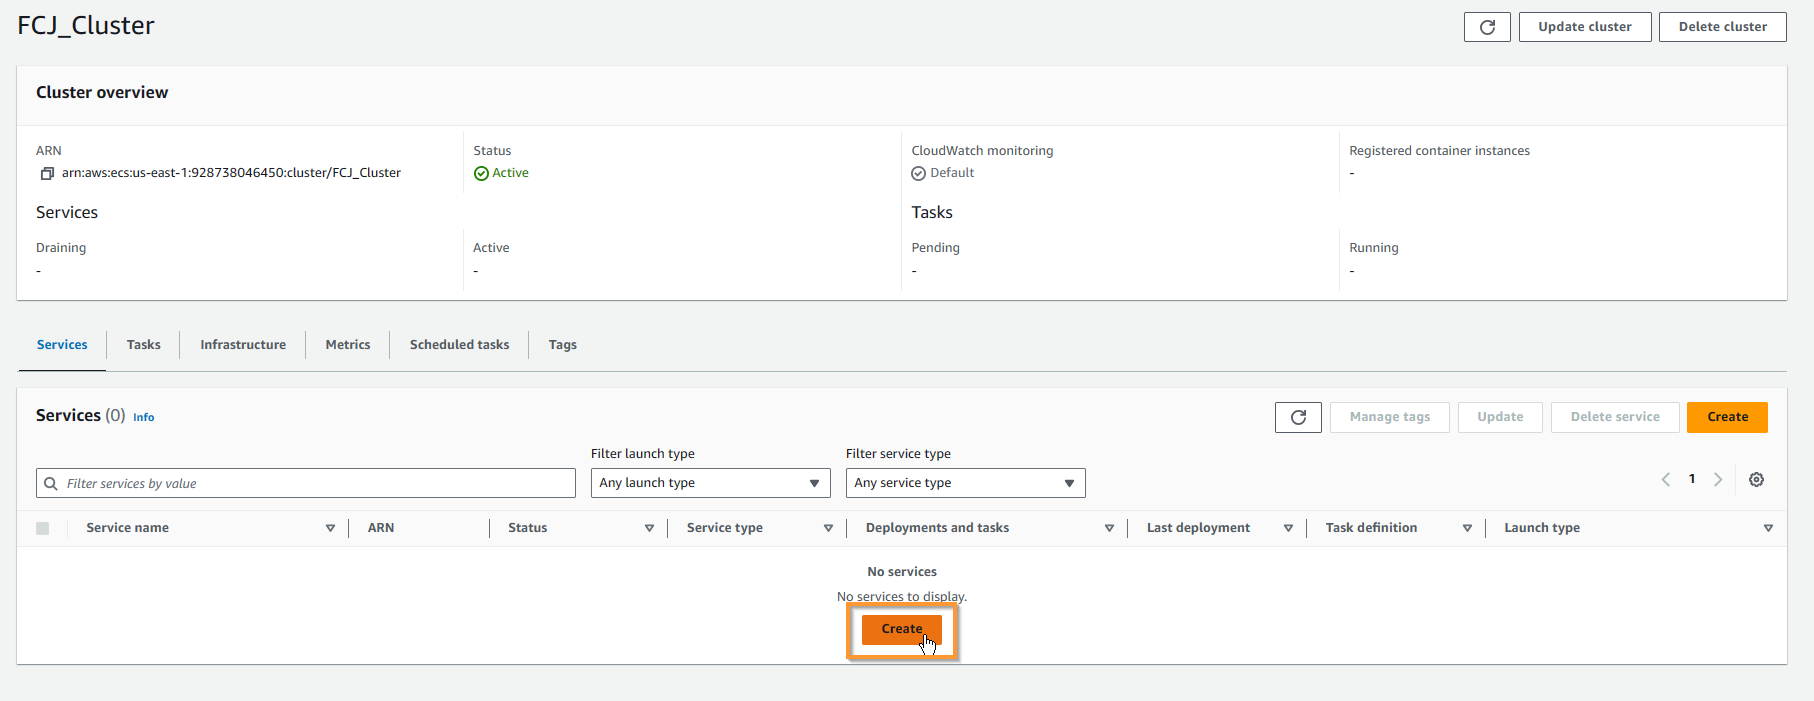 FCJ_Cluster
Update cluster
Delete cluster
Cluster overview
ARN
Status
CloudWatch monitoring
Registered container instances
arn:aws:ecs:us-east-1:928738046450:cluster/FCJ_Cluster
Active
Default
-
Services
Tasks
Draining
Active
Pending
Running
-
-
-
-
Services
Tasks
Infrastructure
Metrics
Scheduled tasks
Tags
Services (0) Info
Manage tags
Update
Delete service
Create
Filter launch type
Filter service type
Filter services by value
Any launch type
Any service type
1
Service name
ARN
Status
Service type
Deployments and tasks
Last deployment
Task definition
Launch type
No services
No services to display.
Create